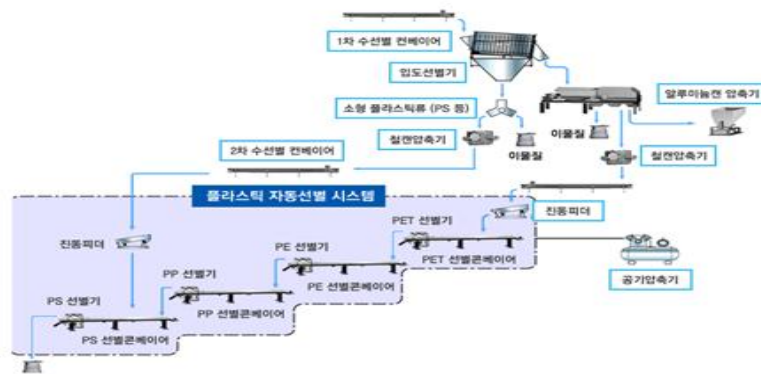 1차 수선별 컨베이어
입도선별기
알루미늄캔 압축기
소형 플라스틱류 (PS 등)
이물질
철캔압축기
이물질
철캔압축기
2차 수선별 컨베이어
플라스틱 자동선별 시스템
진동피더
PET 선별기
진동피더
PE 선별기
PET 선별콘베이어
PP 선별기
PE 선별콘베이어
공기압축기
PS 선별기
PP 선별콘베이어
PS 선별콘베이어